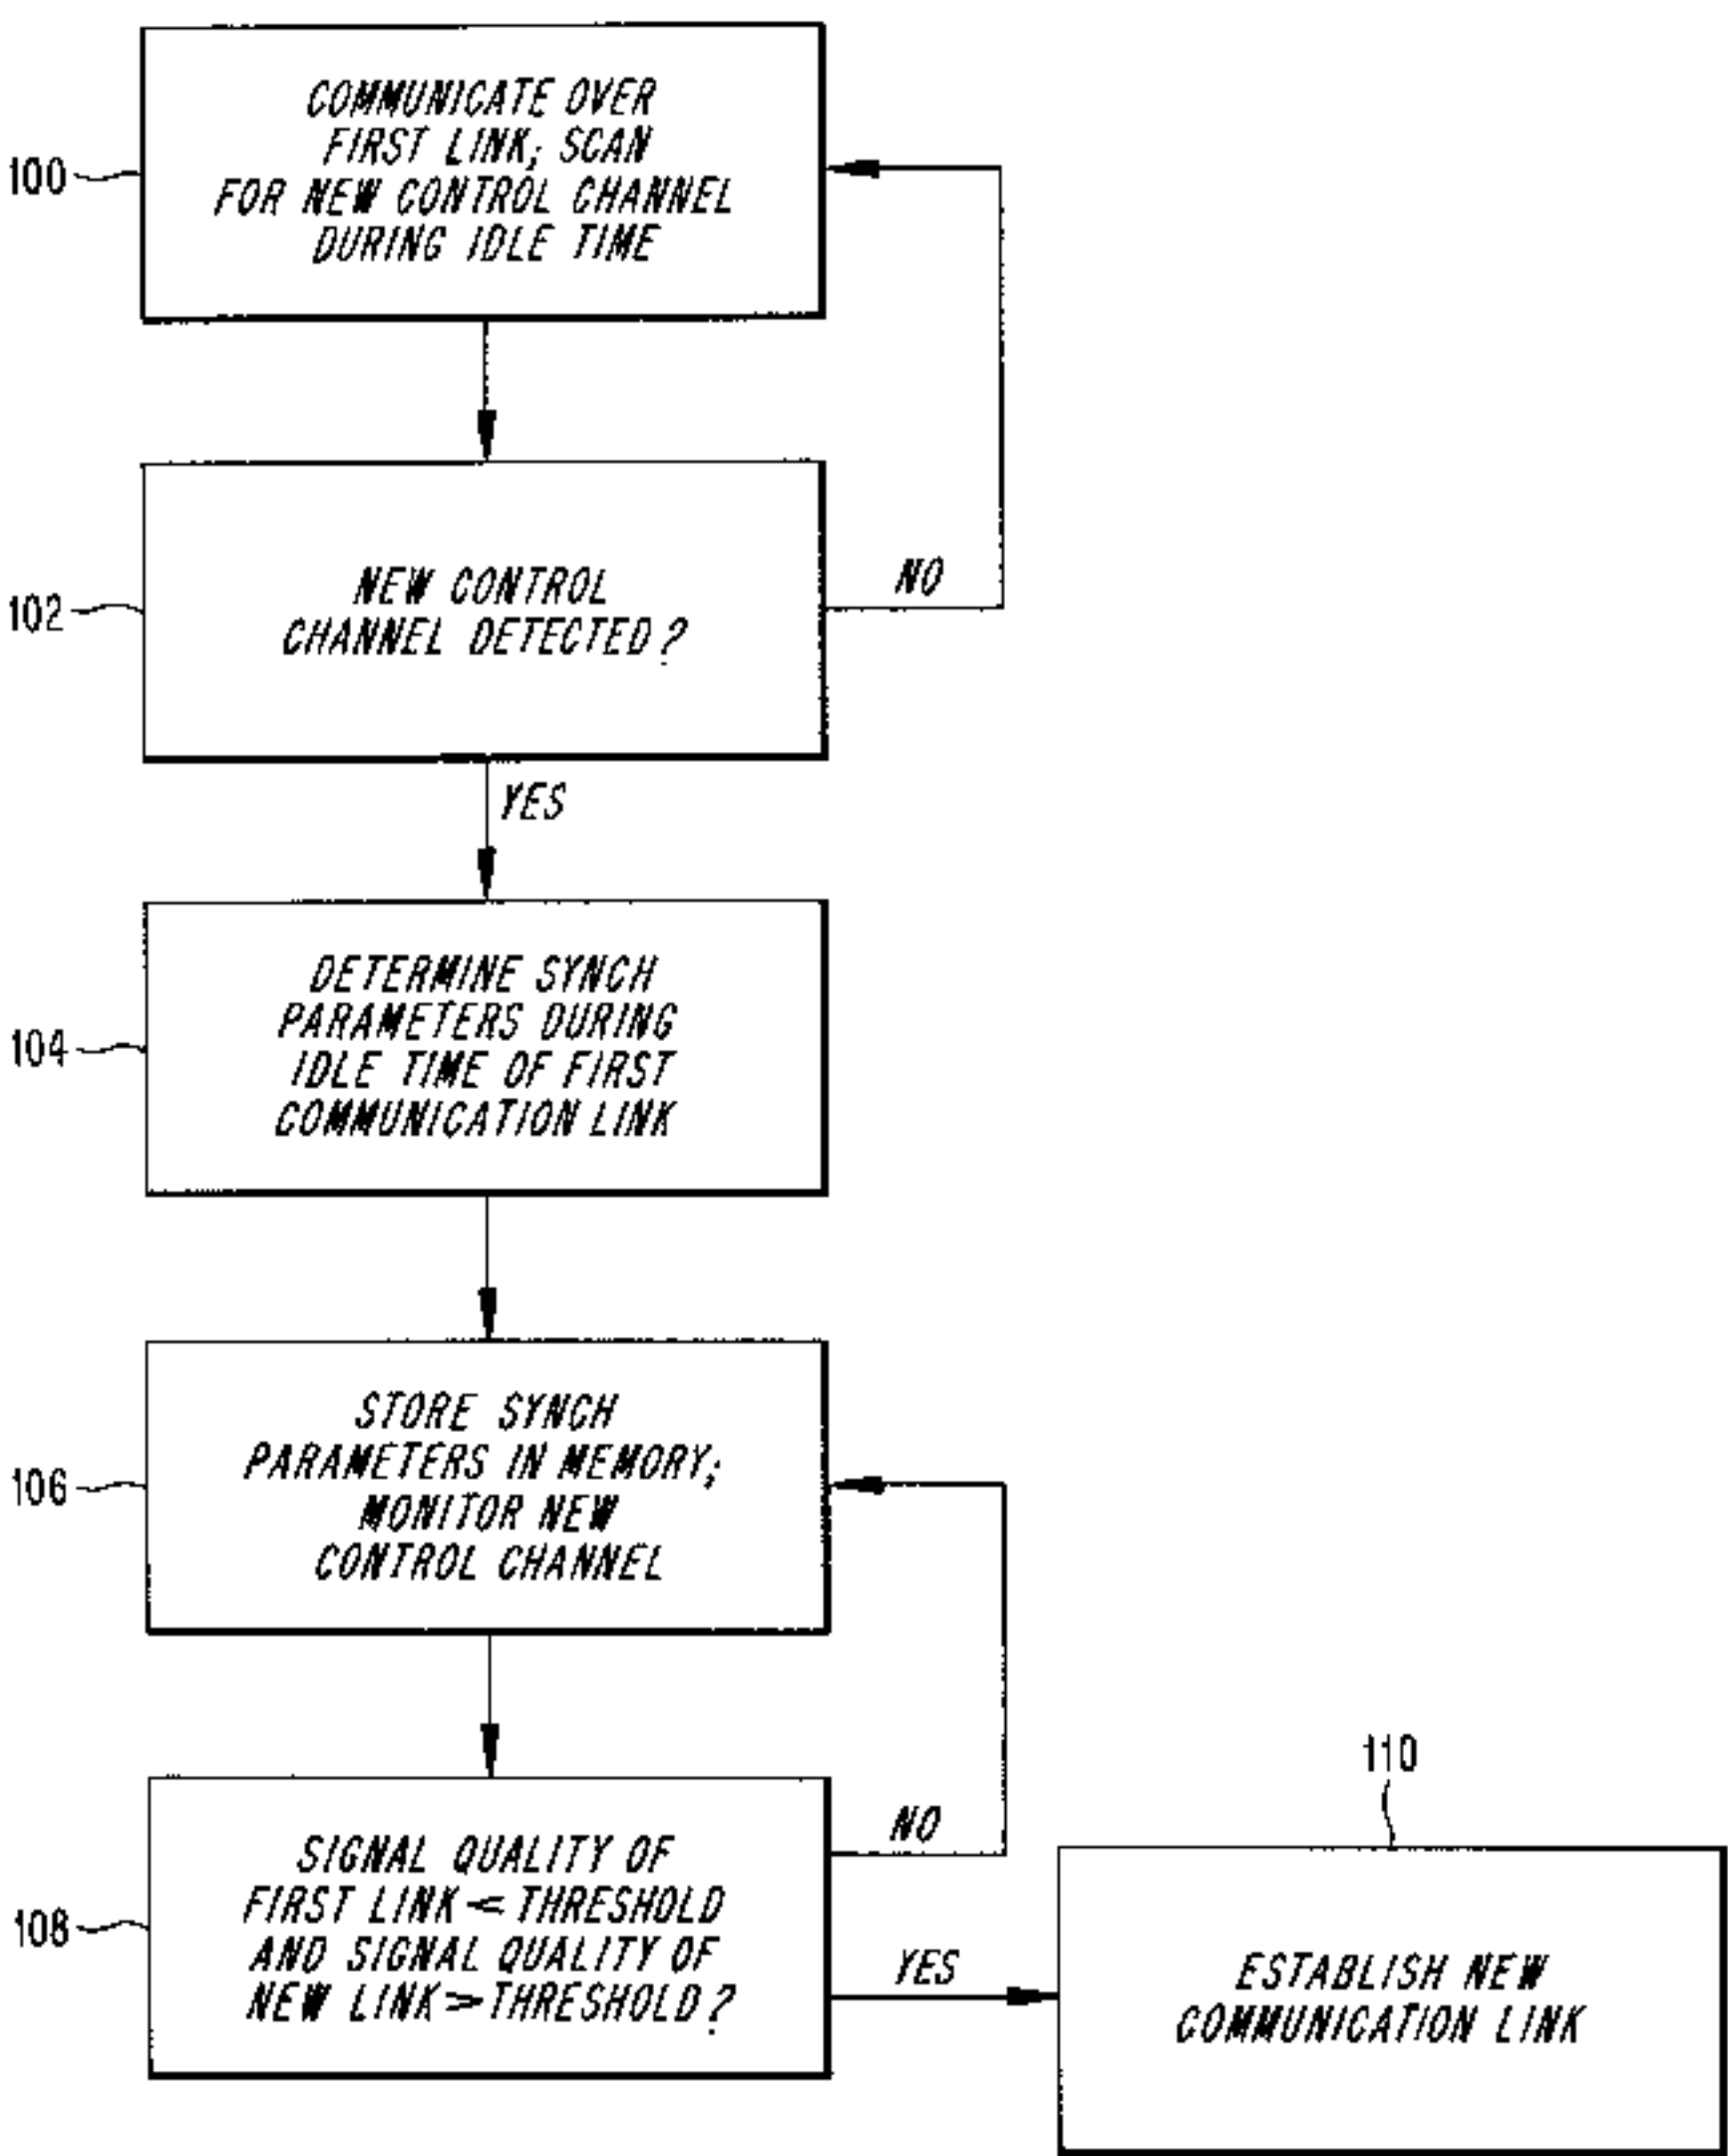 COMMUNICATE OVER
FIRST LINK; SCAN
FOR NEW CONTROL CHANNEL
DURING IDLE TIME
100
NEW CONTROL
CHANNEL DETECTED?
102
NO
YES
DETERMINE SYNCH
PARAMETERS DURING
IDLE TIME OF FIRST
COMMUNICATION LINK
104
STORE SYNCH
PARAMETERS IN MEMORY;
MONITOR NEW
CONTROL CHANNEL
106
SIGNAL QUALITY OF
FIRST LINK < THRESHOLD
AND SIGNAL QUALITY OF
NEW LINK > THRESHOLD?
108
NO
YES
110
ESTABLISH NEW
COMMUNICATION LINK